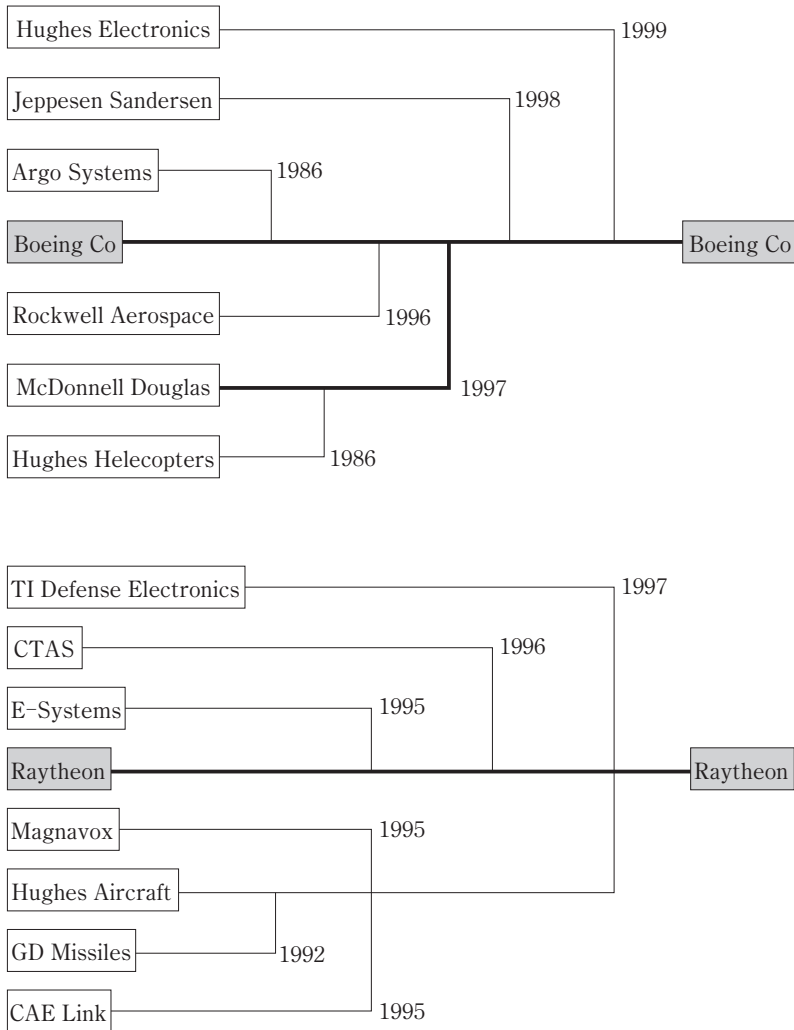 Hughes Electronics
1999
Jeppesen Sandersen
1998
Argo Systems
1986
Boeing Co
Boeing Co
Rockwell Aerospace
1996
McDonnell Douglas
1997
Hughes Helecopters
1986
TI Defense Electronics
1997
CTAS
1996
E-Systems
1995
Raytheon
Raytheon
Magnavox
1995
Hughes Aircraft
GD Missiles
1992
CAE Link
1995